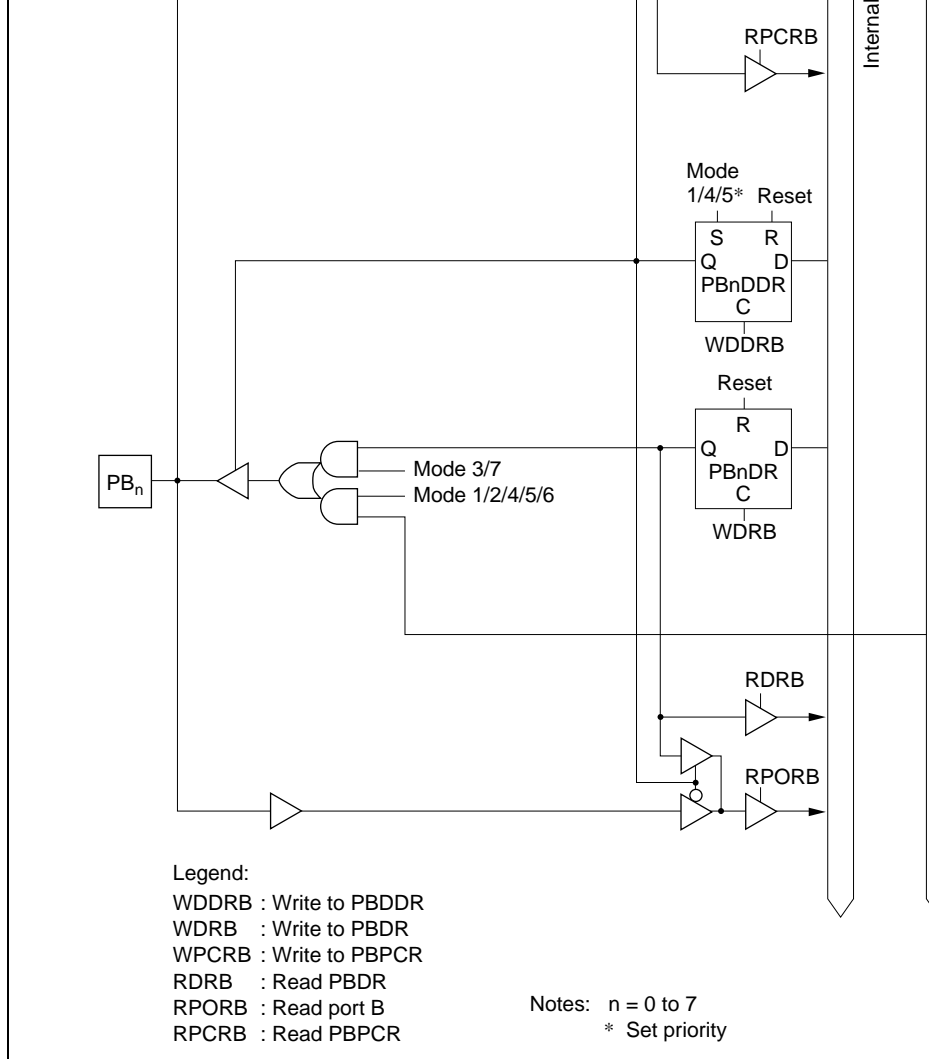 RPCRB
Internal
Mode
1/4/5* Reset
S R
Q D
PBnDDR
C
WDDRB
Reset
R
Q D
PBnDR
C
WDRB
Mode 3/7
Mode 1/2/4/5/6
PBn
RDRB
RPORB
Legend:
WDDRB : Write to PBDDR
WDRB : Write to PBDR
WPCRB : Write to PBPCR
RDRB : Read PBDR
RPORB : Read port B
RPCRB : Read PBPCR
Notes: n = 0 to 7
* Set priority